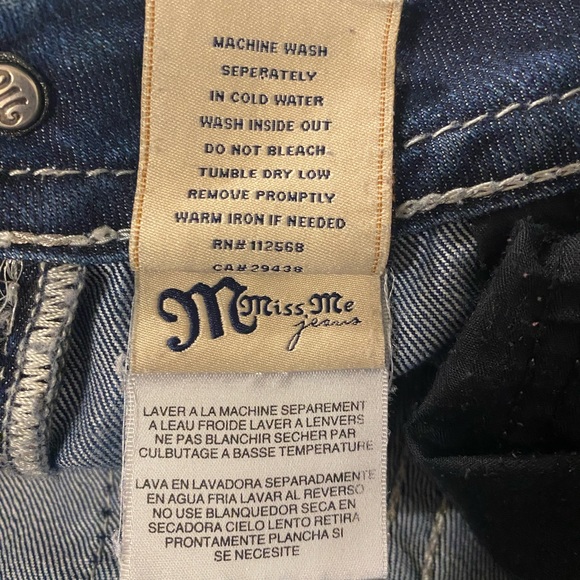 MACHINE WASH
SEPERATELY
IN COLD WATER
WASH INSIDE OUT
DO NOT BLEACH
TUMBLE DRY LOW
REMOVE PROMPTLY
WARM IRON IF NEEDED
RN# 112568
CA# 29438
M Miss Me
jeans
LAVER A LA MACHINE SEPAREMENT
A LEAU FROIDE LAVER A LENVERS
NE PAS BLANCHIR SECHER PAR
CULBUTAGE A BASSE TEMPERATURE
LAVA EN LAVADORA SEPARADAMENTE
EN AGUA FRIA LAVAR AL REVERSO
NO USE BLANQUEDOR SECA EN
SECADORA CIELO LENTO RETIRA
PRONTAMENTE PLANCHA SI
SE NECESITE